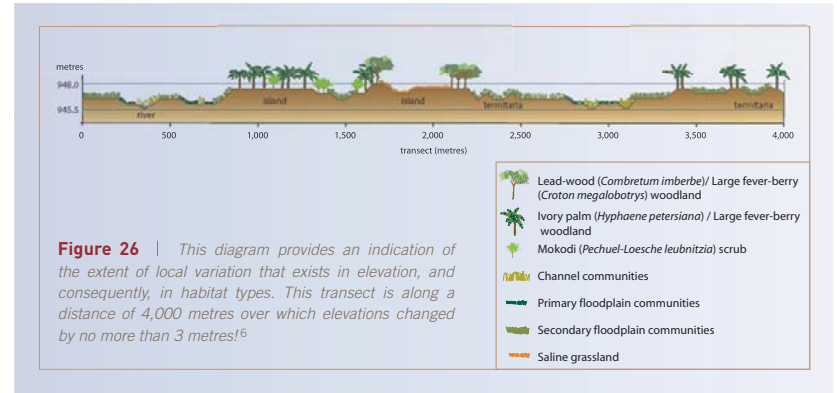 metres
948.0
945.5
island
island
termitaria
termitaria
river
0 500 1,000 1,500 2,000 2,500 3,000 3,500 4,000
transect (metres)
Lead-wood (Combretum imberbe)/ Large fever-berry
(Croton megalobotrys) woodland
Ivory palm (Hyphaene petersiana) / Large fever-berry
woodland
Mokodi (Pechuel-Loesche leubnitzia) scrub
Channel communities
Primary floodplain communities
Secondary floodplain communities
Saline grassland
Figure 26 | This diagram provides an indication of
the extent of local variation that exists in elevation, and
consequently, in habitat types. This transect is along a
distance of 4,000 metres over which elevations changed
by no more than 3 metres!6